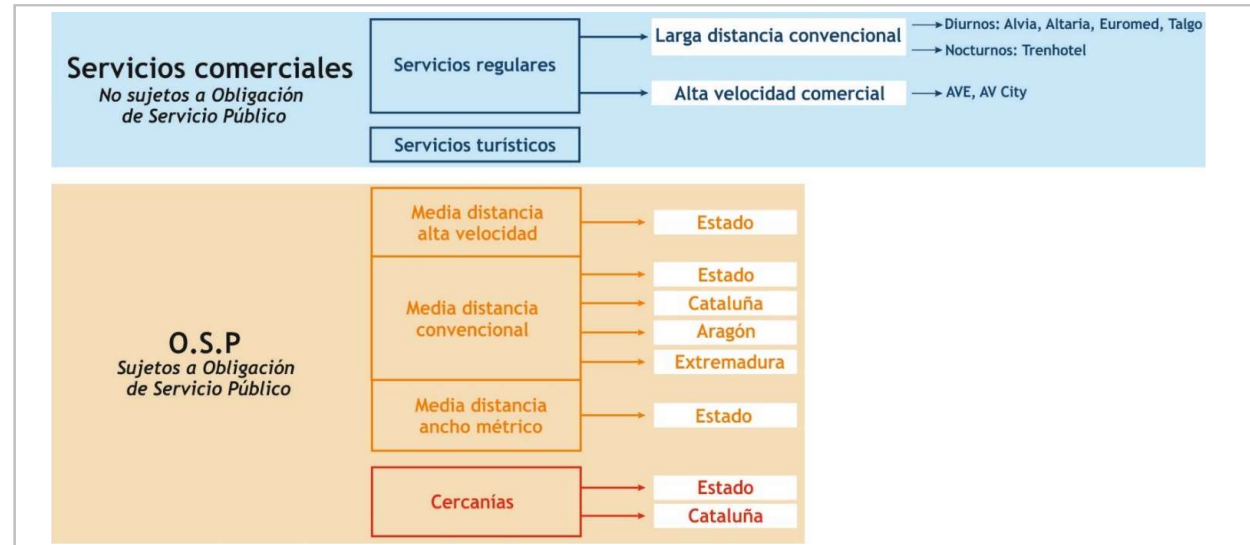 Servicios comerciales
No sujetos a Obligación
de Servicio Público
Servicios regulares
Larga distancia convencional
Diurnos: Alvia, Altaria, Euromed, Talgo
Nocturnos: Trenhotel
Alta velocidad comercial
AVE, AV City
Servicios turísticos
O.S.P
Sujetos a Obligación
de Servicio Público
Media distancia
alta velocidad
Estado
Media distancia
convencional
Estado
Cataluña
Aragón
Extremadura
Media distancia
ancho métrico
Estado
Cercanías
Estado
Cataluña